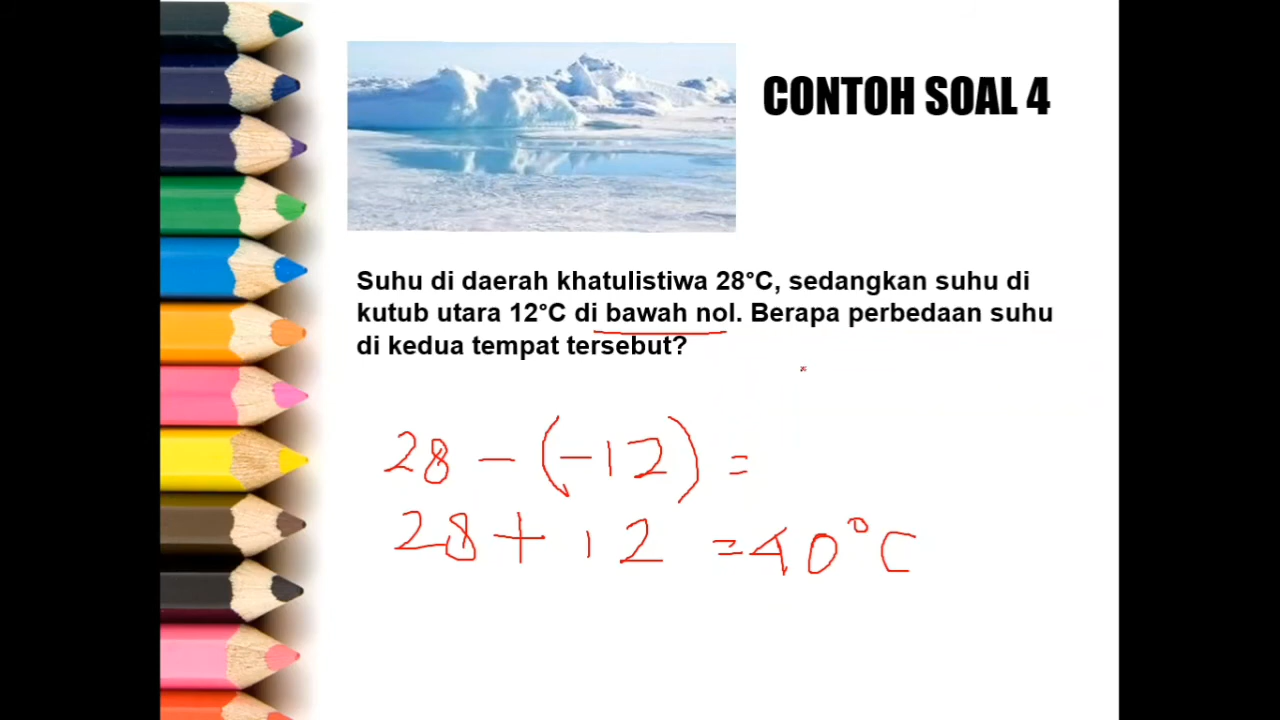 CONTOH SOAL 4
Suhu di daerah khatulistiwa 28°C, sedangkan suhu di
kutub utara 12°C di bawah nol. Berapa perbedaan suhu
di kedua tempat tersebut?
28 - (-12) =
28 + 12 = 40°C